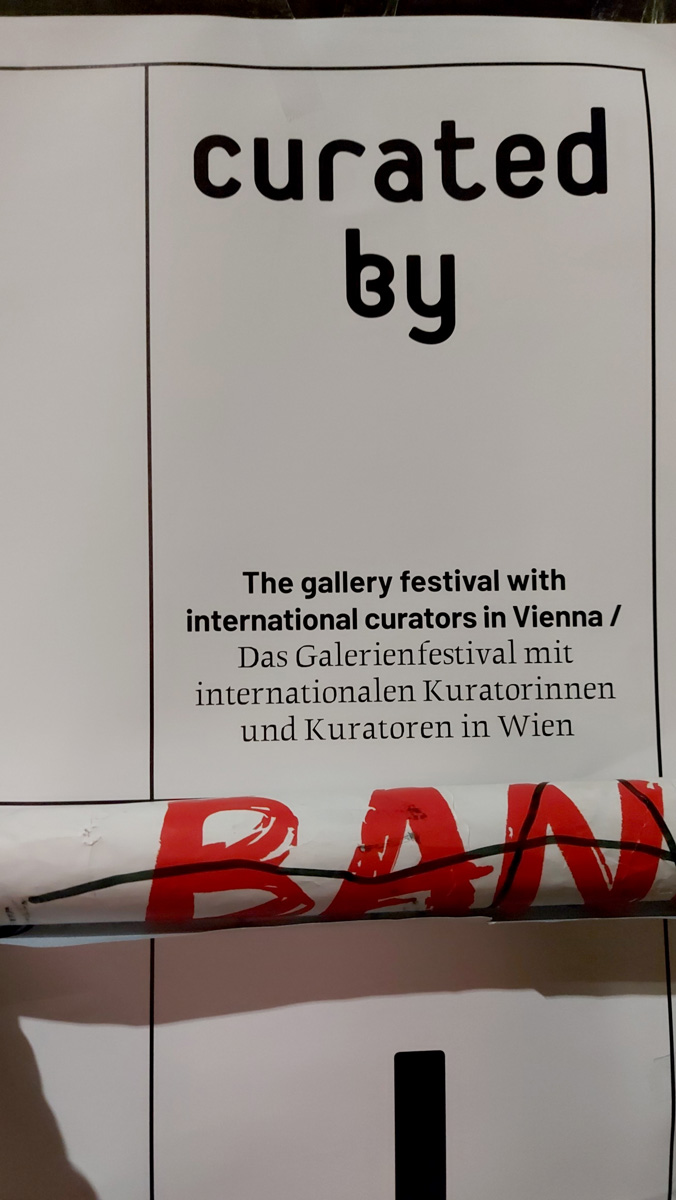 curated
by
The gallery festival with
international curators in Vienna /
Das Galerienfestival mit
internationalen Kuratorinnen
und Kuratoren in Wien
BAN